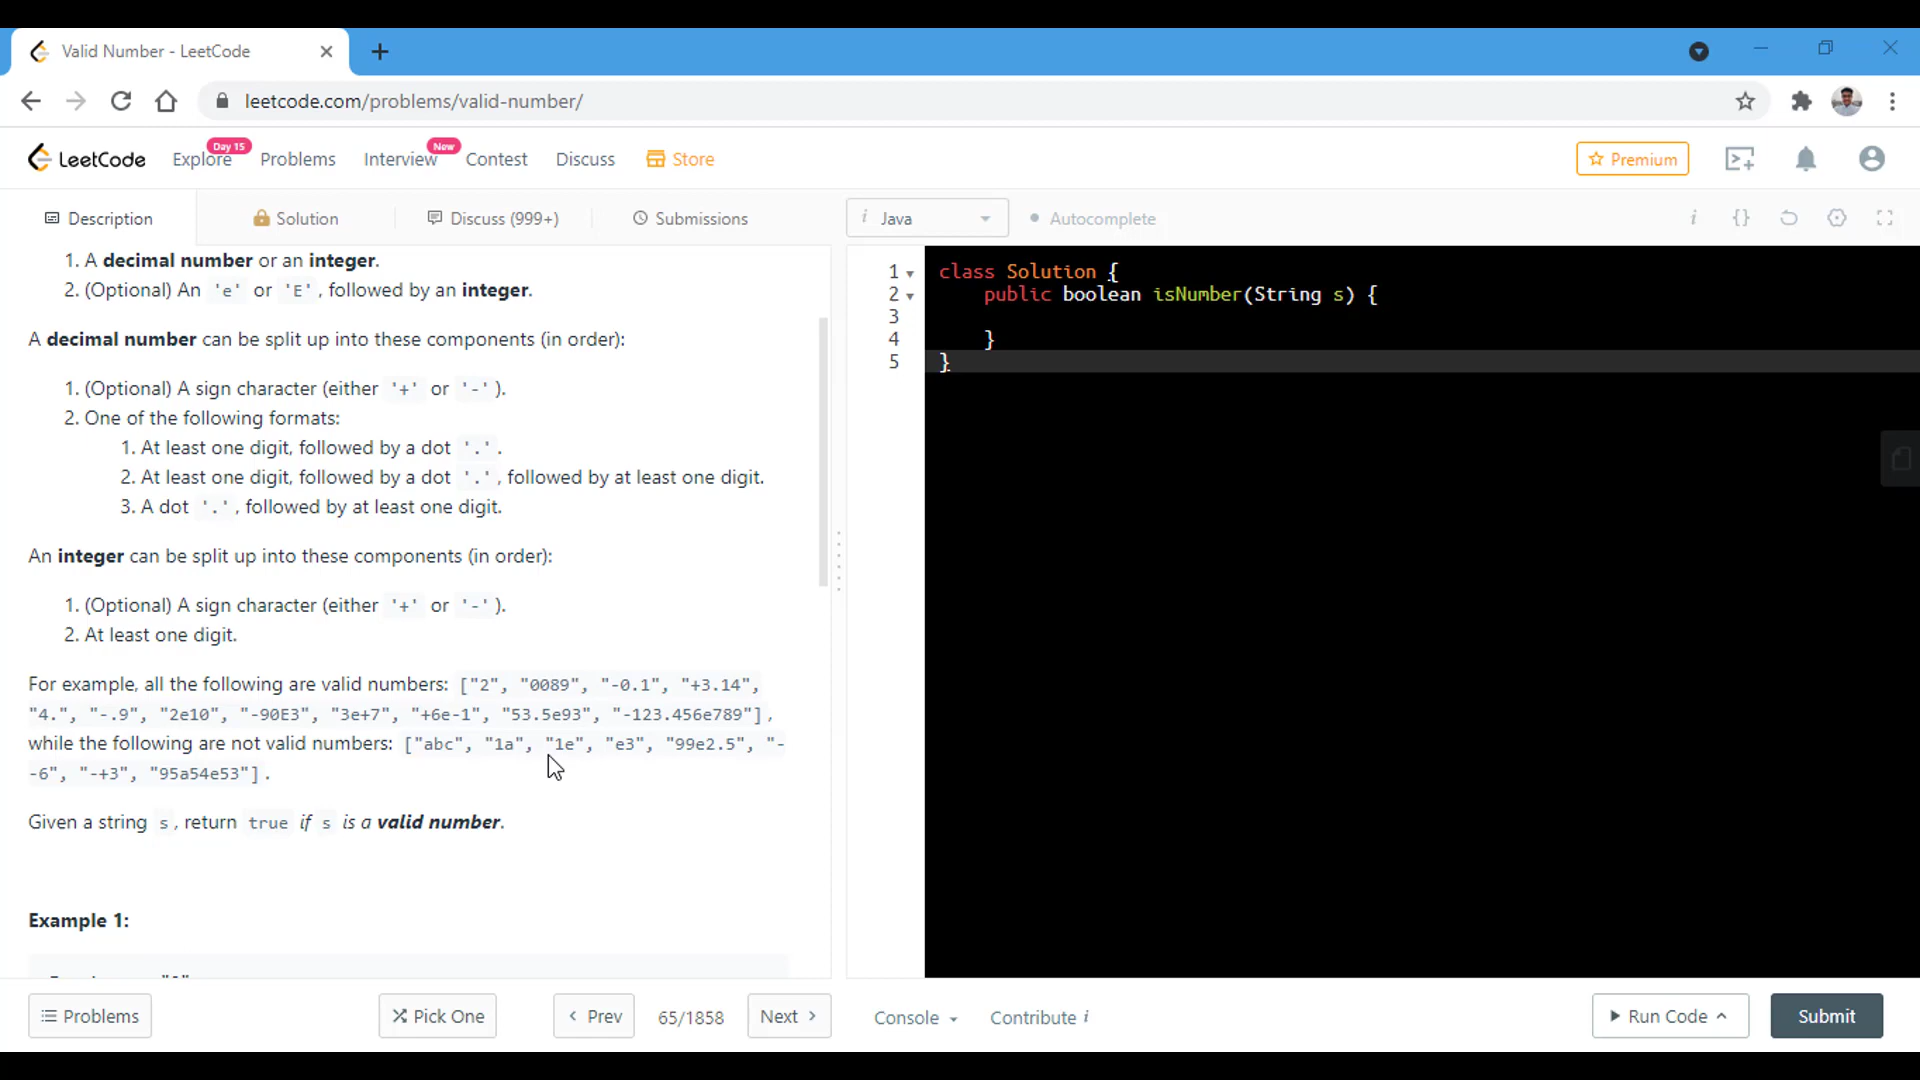 Valid Number - LeetCode
leetcode.com/problems/valid-number/
LeetCode Explore Day 15 Problems Interview New Contest Discuss Store Premium
Description Solution Discuss (999+) Submissions
i Java Autocomplete i {}
1. A decimal number or an integer.
2. (Optional) An 'e' or 'E', followed by an integer.
A decimal number can be split up into these components (in order):
1. (Optional) A sign character (either '+' or '-').
2. One of the following formats:
1. At least one digit, followed by a dot '.'.
2. At least one digit, followed by a dot '.', followed by at least one digit.
3. A dot '.', followed by at least one digit.
An integer can be split up into these components (in order):
1. (Optional) A sign character (either '+' or '-').
2. At least one digit.
For example, all the following are valid numbers: ["2", "0089", "-0.1", "+3.14",
"4.", "-.9", "2e10", "-90E3", "3e+7", "+6e-1", "53.5e93", "-123.456e789"],
while the following are not valid numbers: ["abc", "1a", "1e", "e3", "99e2.5", "-
-6", "-+3", "95a54e53"].
Given a string s, return true if s is a valid number.
Example 1:
1 class Solution {
2 public boolean isNumber(String s) {
3
4 }
5 }
Problems Pick One < Prev 65/1858 Next >
Console Contribute i Run Code Submit